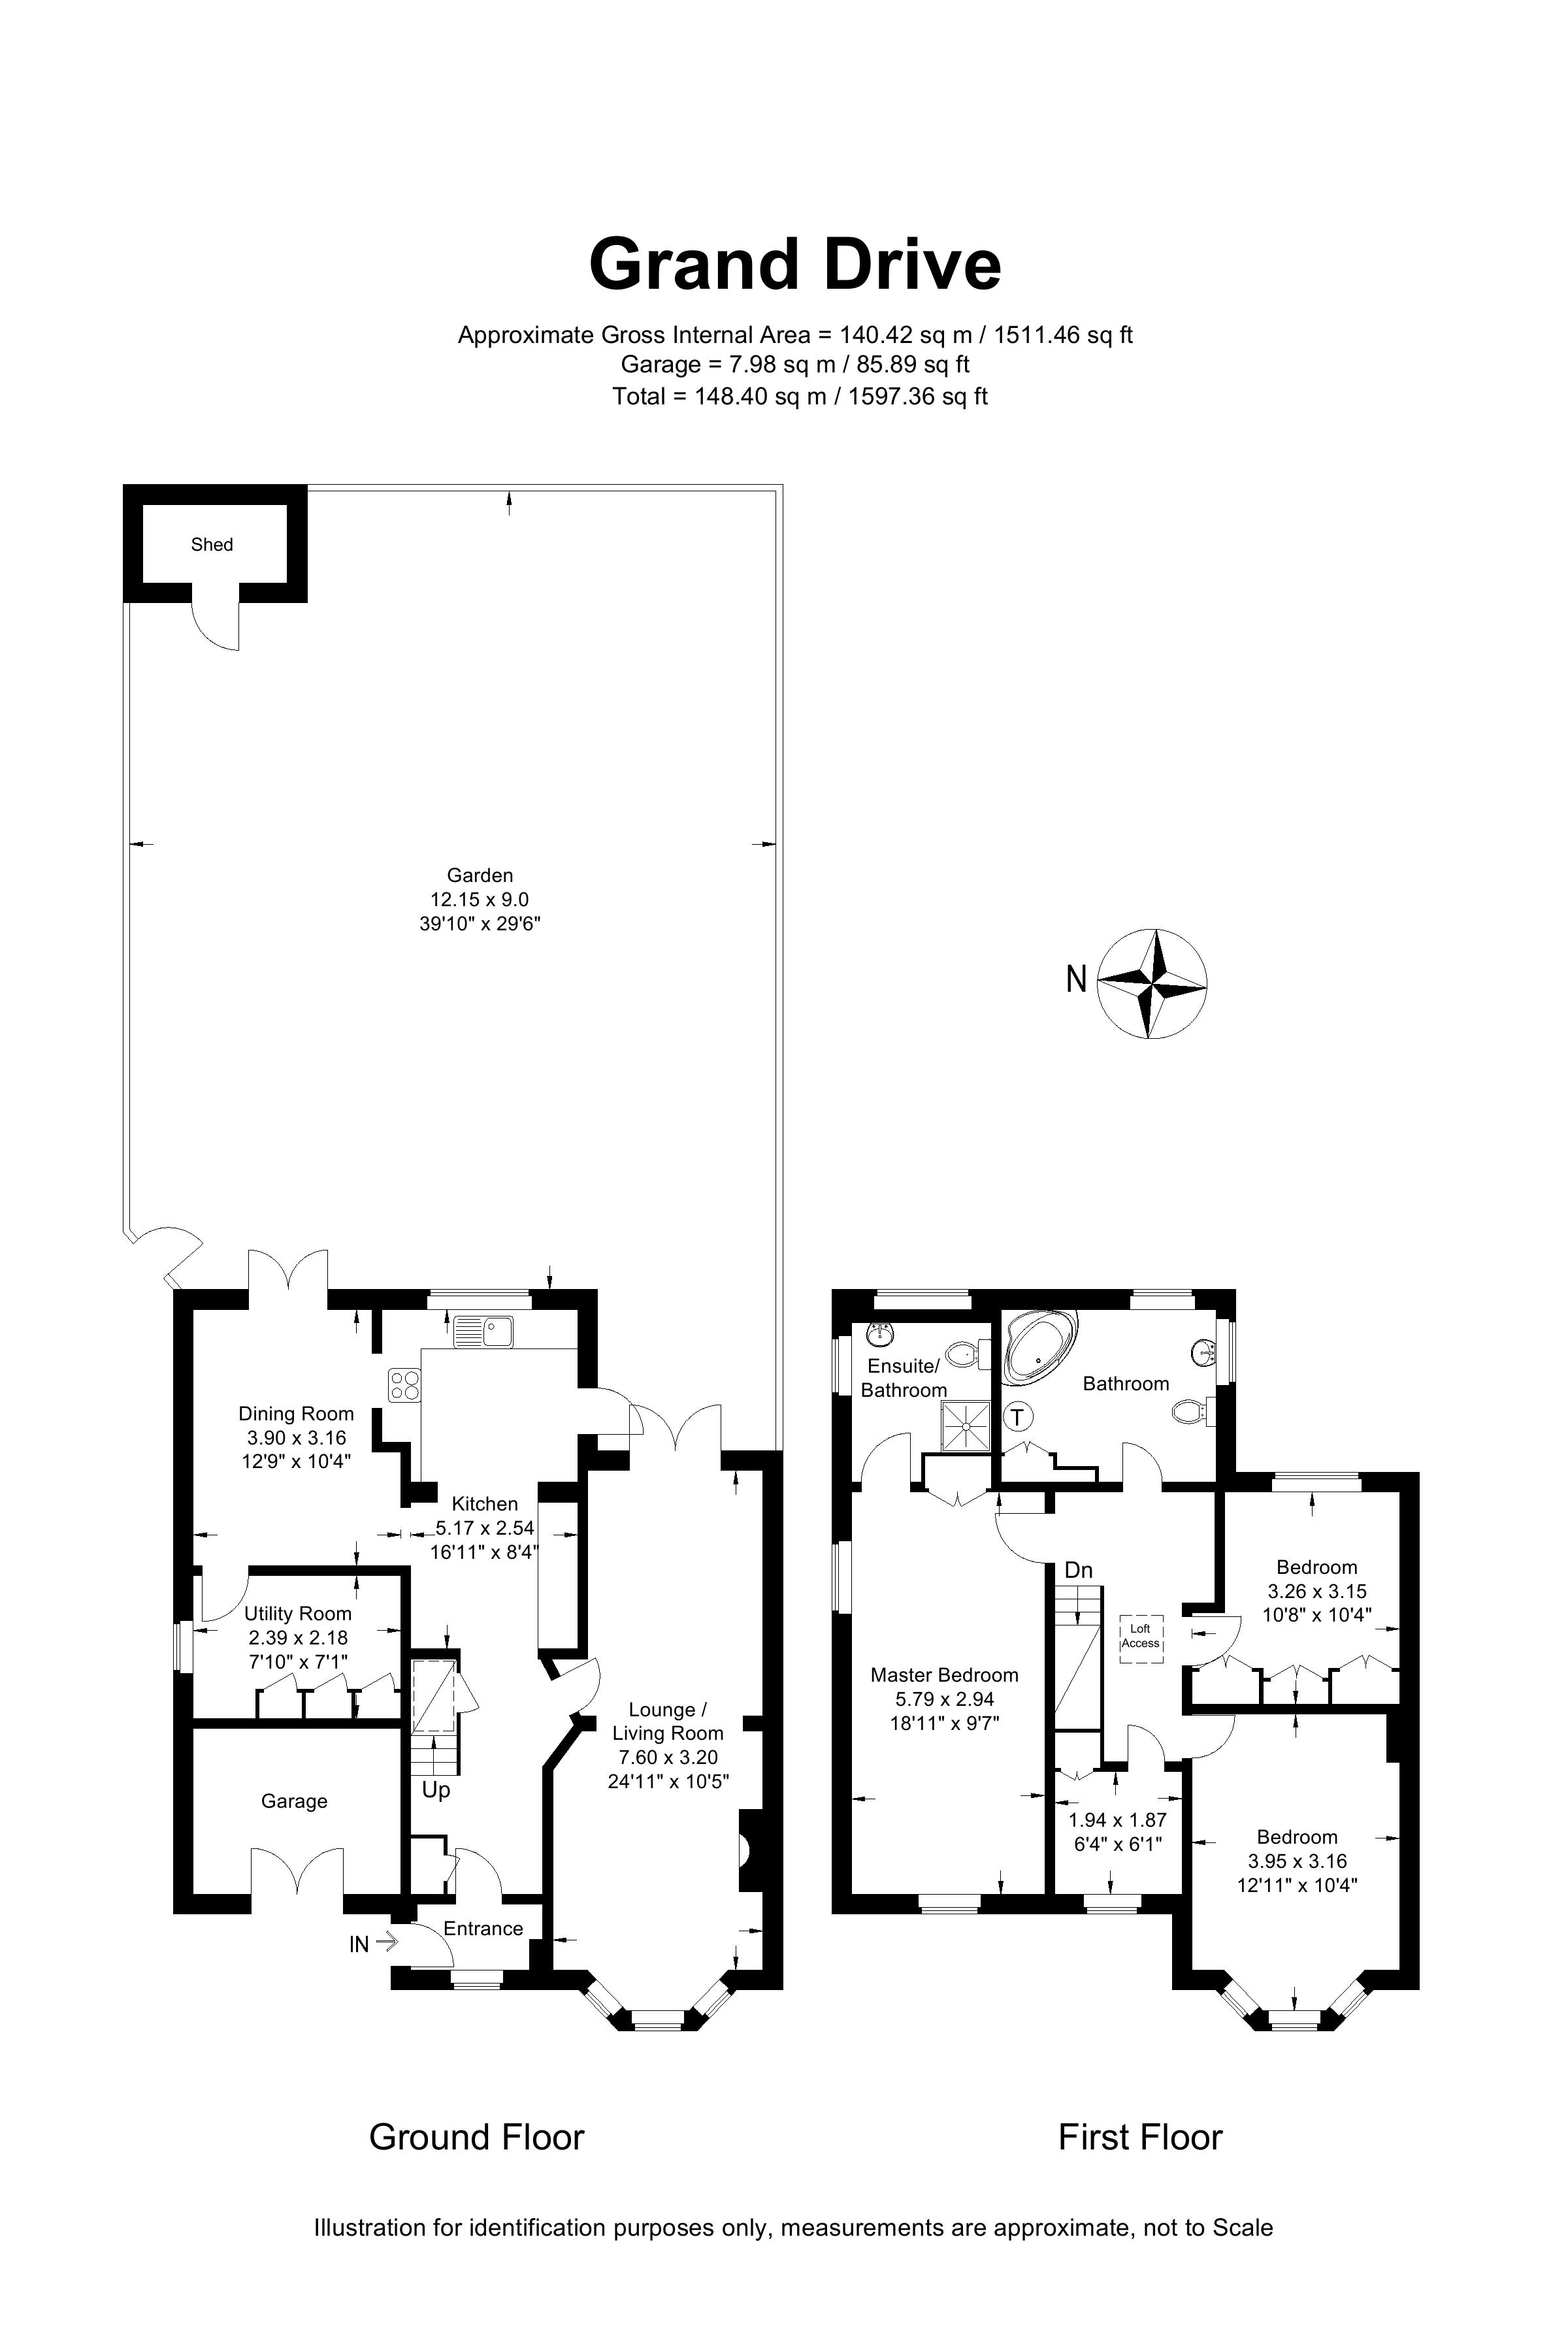 Grand Drive
Approximate Gross Internal Area = 140.42 sq m / 1511.46 sq ft
Garage = 7.98 sq m / 85.89 sq ft
Total = 148.40 sq m / 1597.36 sq ft
Shed
Garden
12.15 x 9.0
39'10" x 29'6"
N
Dining Room
3.90 x 3.16
12'9" x 10'4"
Kitchen
5.17 x 2.54
16'11" x 8'4"
Utility Room
2.39 x 2.18
7'10" x 7'1"
Lounge /
Living Room
7.60 x 3.20
24'11" x 10'5"
Up
Garage
Entrance
IN
Ensuite/
Bathroom
Bathroom
T
Dn
Loft
Access
Bedroom
3.26 x 3.15
10'8" x 10'4"
Master Bedroom
5.79 x 2.94
18'11" x 9'7"
1.94 x 1.87
6'4" x 6'1"
Bedroom
3.95 x 3.16
12'11" x 10'4"
Ground Floor
First Floor
Illustration for identification purposes only, measurements are approximate, not to Scale